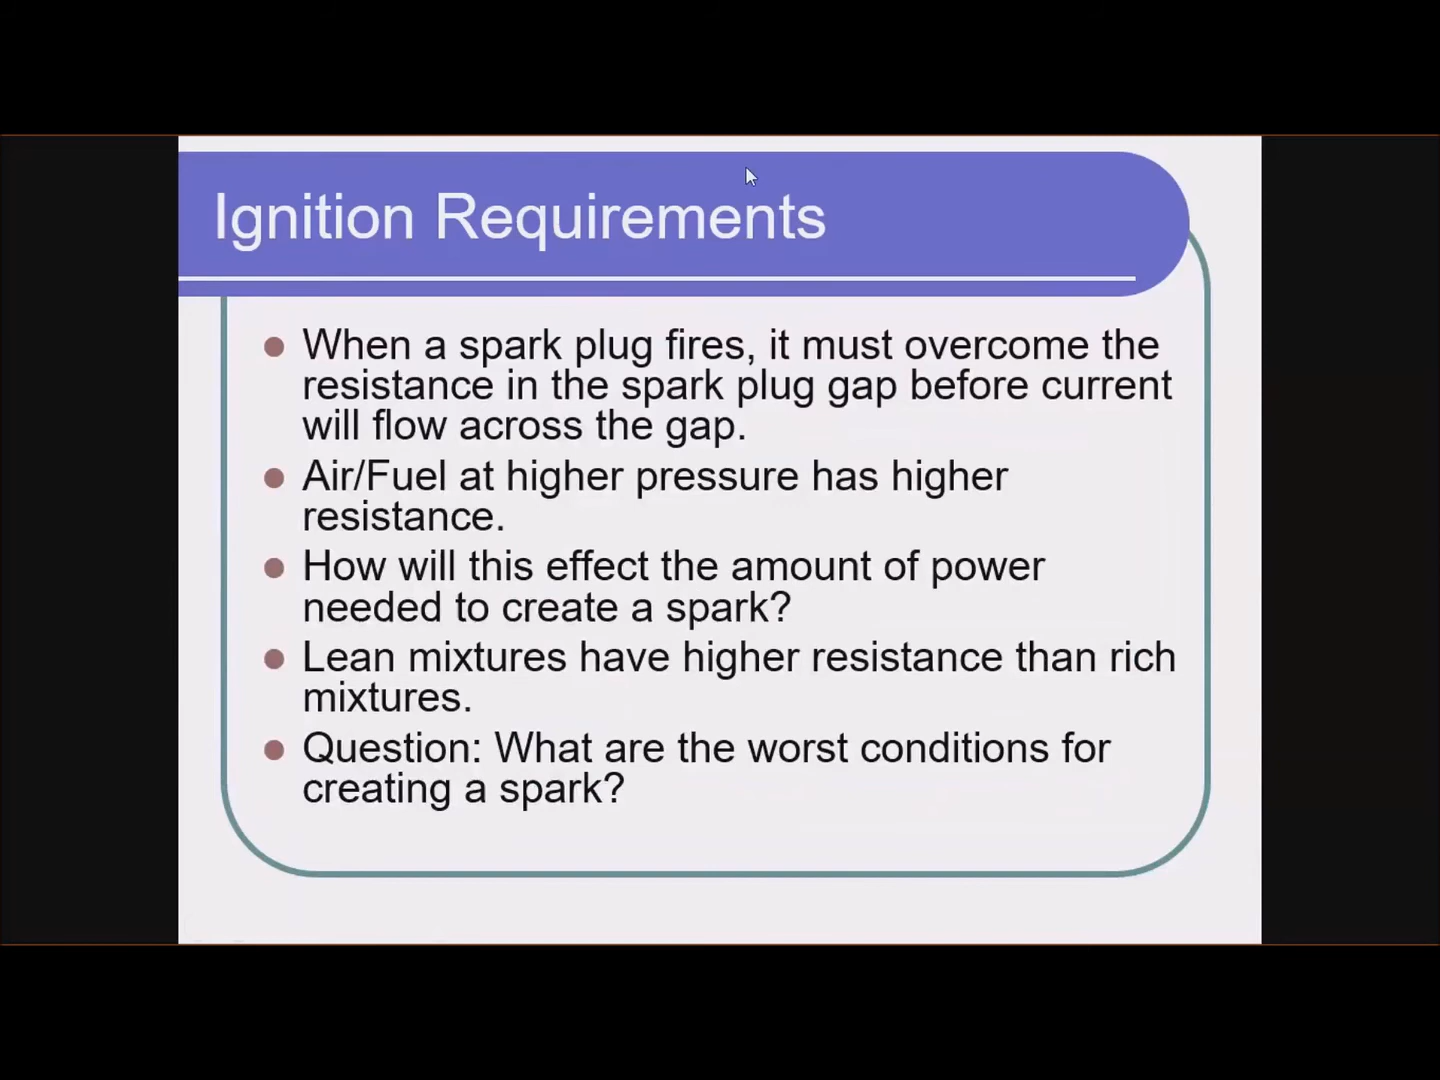 Ignition Requirements
When a spark plug fires, it must overcome the
resistance in the spark plug gap before current
will flow across the gap.
Air/Fuel at higher pressure has higher
resistance.
How will this effect the amount of power
needed to create a spark?
Lean mixtures have higher resistance than rich
mixtures.
Question: What are the worst conditions for
creating a spark?